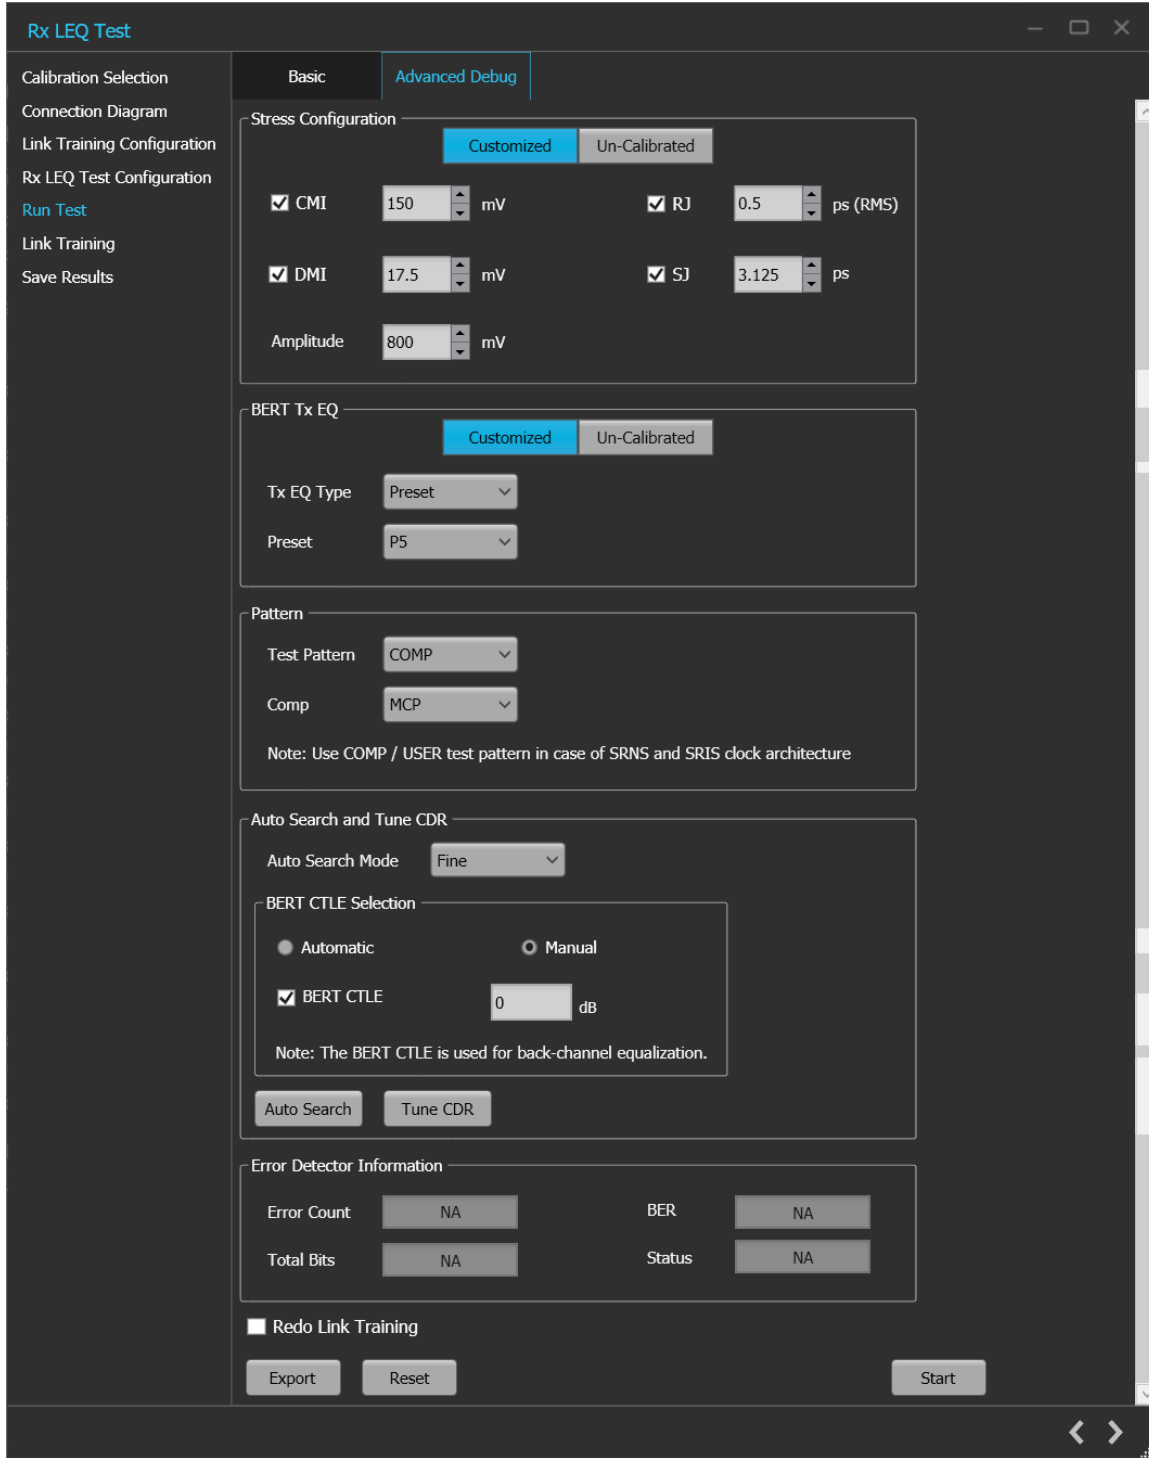 Rx LEQ Test
Calibration Selection
Connection Diagram
Link Training Configuration
Rx LEQ Test Configuration
Run Test
Link Training
Save Results
Basic
Advanced Debug
Stress Configuration
Customized
Un-Calibrated
CMI 150 mV
RJ 0.5 ps (RMS)
DMI 17.5 mV
SJ 3.125 ps
Amplitude 800 mV
BERT Tx EQ
Customized
Un-Calibrated
Tx EQ Type Preset
Preset P5
Pattern
Test Pattern COMP
Comp MCP
Note: Use COMP / USER test pattern in case of SRNS and SRIS clock architecture
Auto Search and Tune CDR
Auto Search Mode Fine
BERT CTLE Selection
Automatic
Manual
BERT CTLE 0 dB
Note: The BERT CTLE is used for back-channel equalization.
Auto Search
Tune CDR
Error Detector Information
Error Count NA
BER NA
Total Bits NA
Status NA
Redo Link Training
Export
Reset
Start